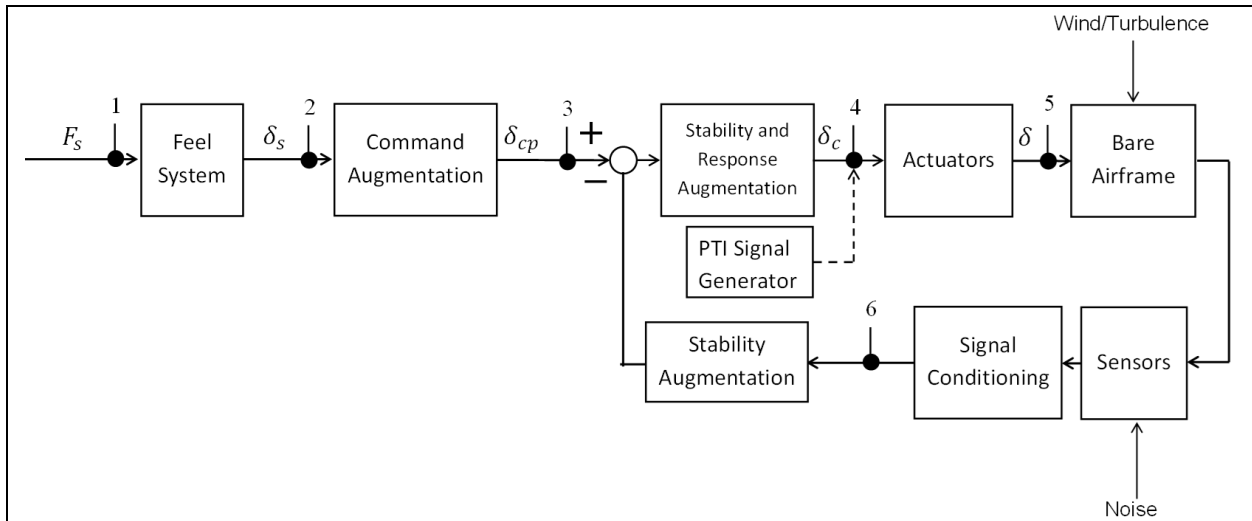 Wind/Turbulence
1
2
3
4
5
F_s
Feel
System
δ_s
Command
Augmentation
δ_cp
+
−
Stability and
Response
Augmentation
δ_c
Actuators
δ
Bare
Airframe
PTI Signal
Generator
6
Stability
Augmentation
Signal
Conditioning
Sensors
Noise